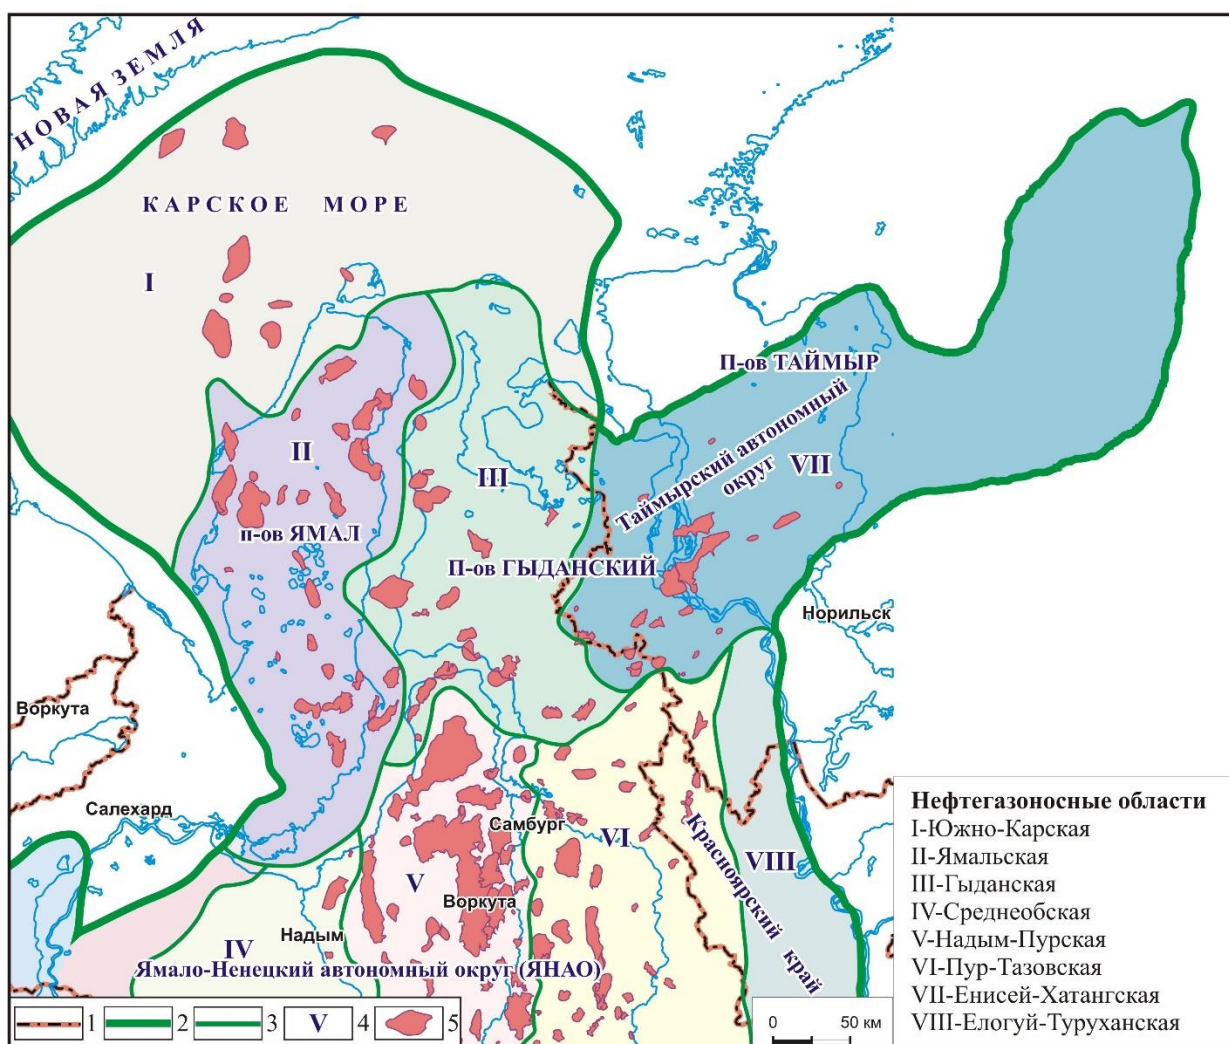 НОВАЯ ЗЕМЛЯ
КАРСКОЕ МОРЕ
I
П-ов ТАЙМЫР
Таймырский автономный
округ
VII
II
III
п-ов ЯМАЛ
П-ов ГЫДАНСКИЙ
Норильск
Воркута
Салехард
Самбург
VI
Красноярский край
VIII
V
Воркута
Надым
IV
Ямало-Ненецкий автономный округ (ЯНАО)
1
2
3
V
4
5
0 50 км
Нефтегазоносные области
I-Южно-Карская
II-Ямальская
III-Гыданская
IV-Среднеобская
V-Надым-Пурская
VI-Пур-Тазовская
VII-Енисей-Хатангская
VIII-Елогуй-Туруханская